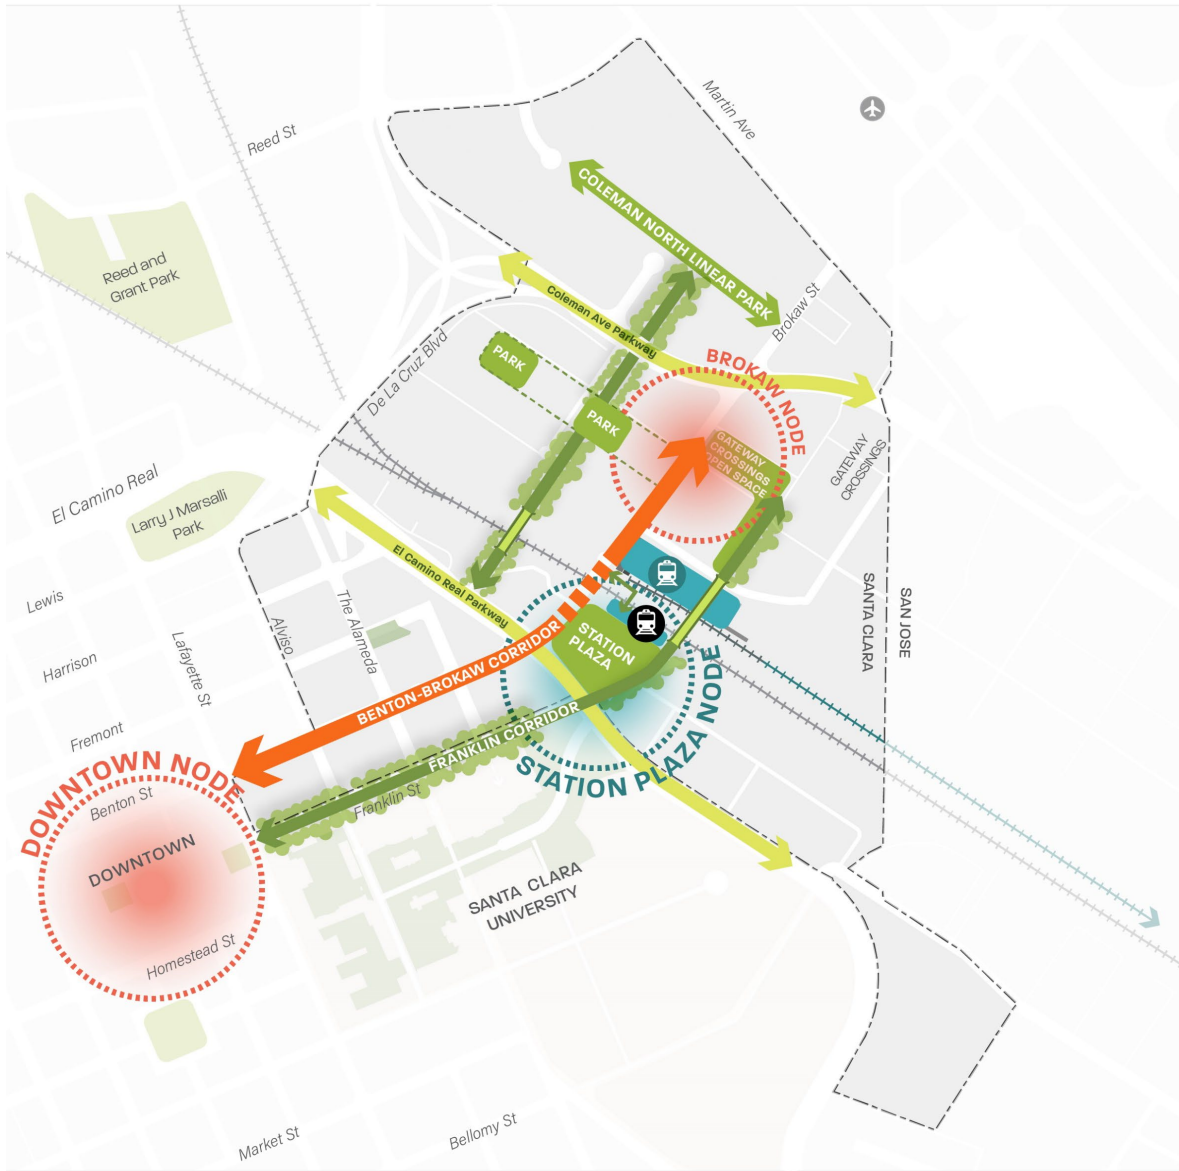 Martin Ave
Reed St
COLEMAN NORTH LINEAR PARK
Reed and
Grant Park
Coleman Ave Parkway
Brokaw St
De La Cruz Blvd
PARK
BROKAW NODE
PARK
GATEWAY
CROSSINGS
OPEN SPACE
GATEWAY
CROSSINGS
El Camino Real
Larry J Marsalli
Park
El Camino Real Parkway
Lewis
The Alameda
Alviso
SANTA CLARA
SAN JOSE
Harrison
Lafayette St
STATION
PLAZA
BENTON-BROKAW CORRIDOR
Fremont
FRANKLIN CORRIDOR
STATION PLAZA NODE
DOWNTOWN NODE
Benton St
Franklin St
DOWNTOWN
SANTA CLARA
UNIVERSITY
Homestead St
Market St
Bellomy St